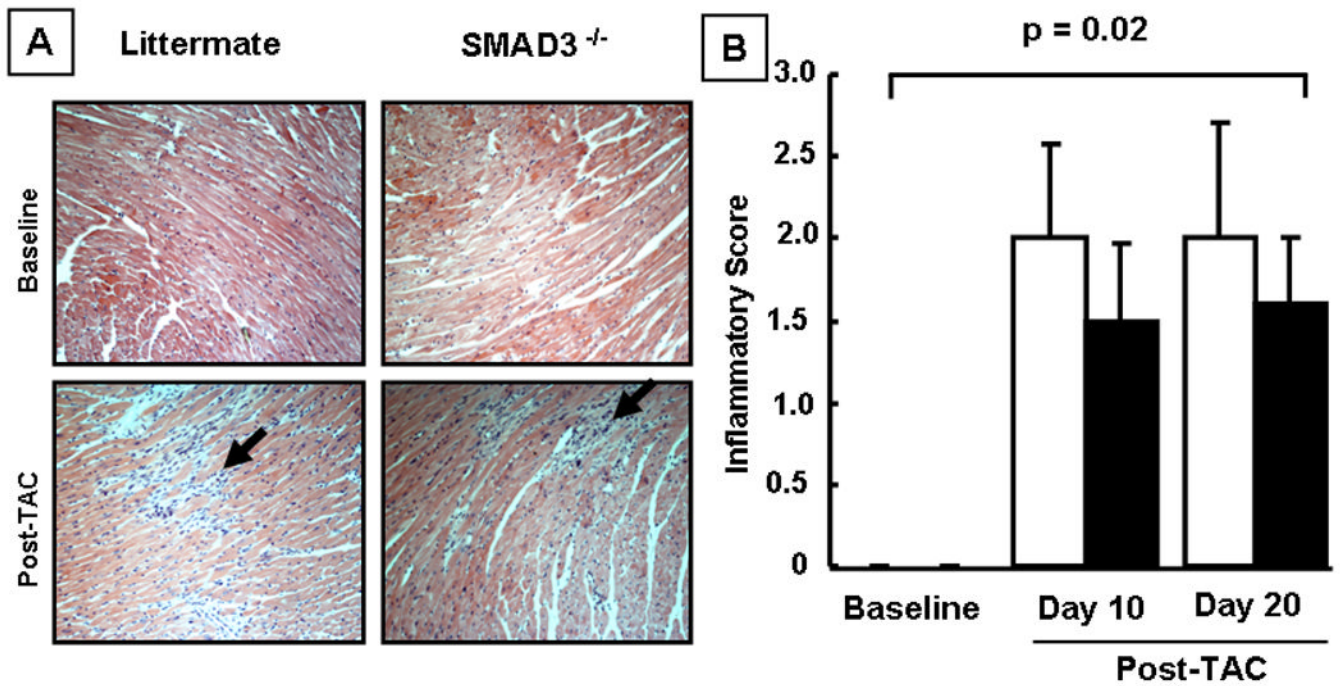 A
Littermate
SMAD3 -/-
Baseline
Post-TAC
B
p = 0.02
Inflammatory Score
3.0
2.5
2.0
1.5
1.0
0.5
0
Baseline
Day 10
Day 20
Post-TAC